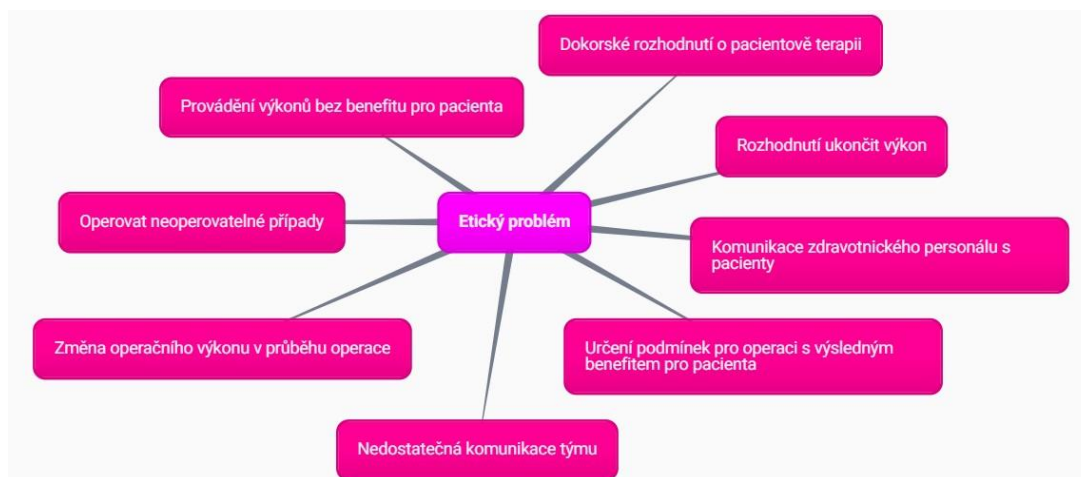 Dokorské rozhodnutí o pacientově terapii
Provádění výkonů bez benefitu pro pacienta
Rozhodnutí ukončit výkon
Etický problém
Operovat neoperovatelné případy
Komunikace zdravotnického personálu s
pacienty
Změna operačního výkonu v průběhu operace
Určení podmínek pro operaci s výsledným
benefitem pro pacienta
Nedostatečná komunikace týmu